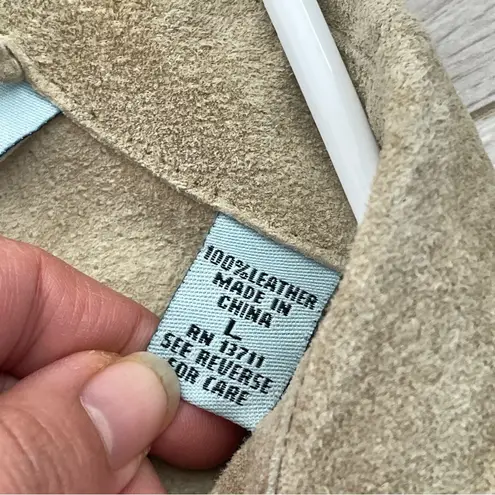 100% LEATHER
MADE IN
CHINA
L
RN 13711
SEE REVERSE
FOR CARE